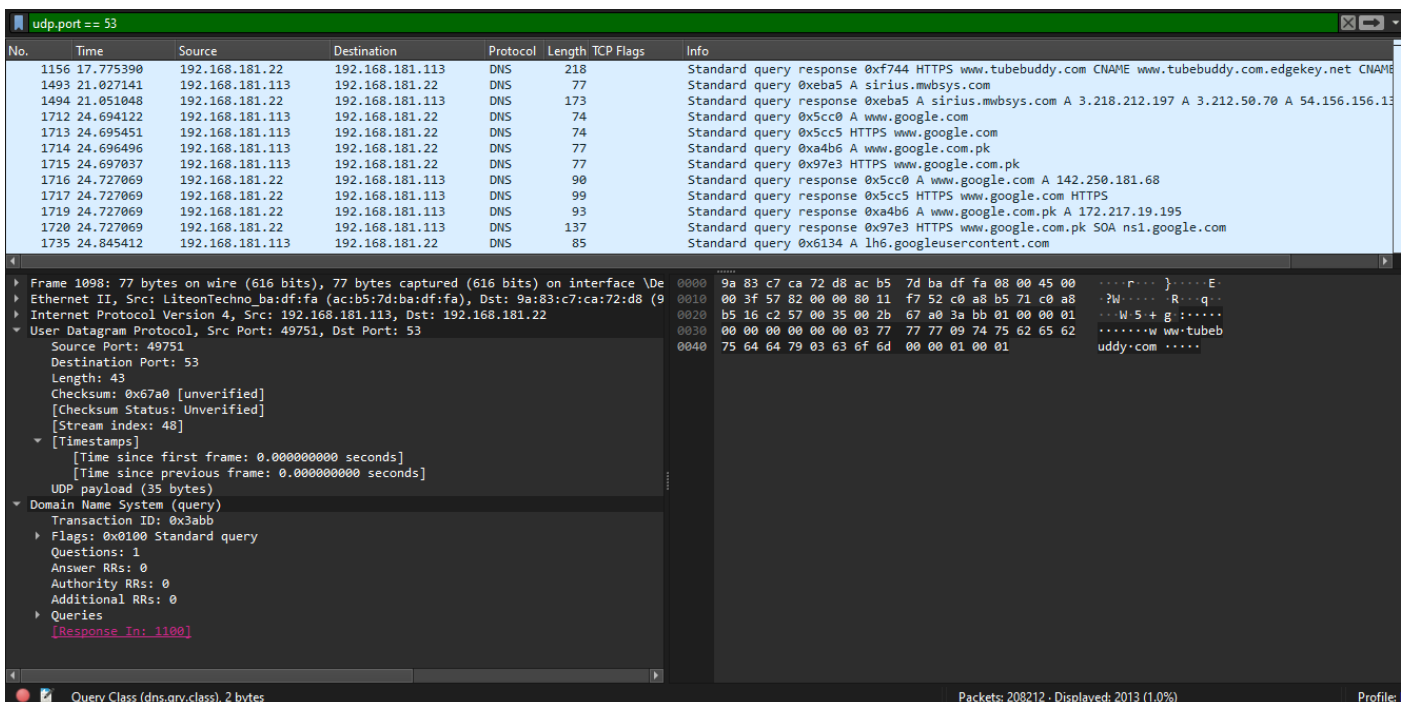 udp.port == 53
No. Time Source Destination Protocol Length TCP Flags Info
1156 17.775390 192.168.181.22 192.168.181.113 DNS 218 Standard query response 0xf744 HTTPS www.tubebuddy.com CNAME www.tubebuddy.com.edgekey.net CNAME
1493 21.027141 192.168.181.113 192.168.181.22 DNS 77 Standard query 0xeba5 A sirius.mwbsys.com
1494 21.051048 192.168.181.22 192.168.181.113 DNS 173 Standard query response 0xeba5 A sirius.mwbsys.com A 3.218.212.197 A 3.212.50.70 A 54.156.156.13
1712 24.694122 192.168.181.113 192.168.181.22 DNS 74 Standard query 0x5cc0 A www.google.com
1713 24.695451 192.168.181.113 192.168.181.22 DNS 74 Standard query 0x5cc5 HTTPS www.google.com
1714 24.696496 192.168.181.113 192.168.181.22 DNS 77 Standard query 0xa4b6 A www.google.com.pk
1715 24.697037 192.168.181.113 192.168.181.22 DNS 77 Standard query 0x97e3 HTTPS www.google.com.pk
1716 24.727069 192.168.181.22 192.168.181.113 DNS 90 Standard query response 0x5cc0 A www.google.com A 142.250.181.68
1717 24.727069 192.168.181.22 192.168.181.113 DNS 99 Standard query response 0x5cc5 HTTPS www.google.com HTTPS
1719 24.727069 192.168.181.22 192.168.181.113 DNS 93 Standard query response 0xa4b6 A www.google.com.pk A 172.217.19.195
1720 24.727069 192.168.181.22 192.168.181.113 DNS 137 Standard query response 0x97e3 HTTPS www.google.com.pk SOA ns1.google.com
1735 24.845412 192.168.181.113 192.168.181.22 DNS 85 Standard query 0x6134 A lh6.googleusercontent.com
Frame 1098: 77 bytes on wire (616 bits), 77 bytes captured (616 bits) on interface \De
Ethernet II, Src: LiteonTechno_ba:df:fa (ac:b5:7d:ba:df:fa), Dst: 9a:83:c7:ca:72:d8 (9
Internet Protocol Version 4, Src: 192.168.181.113, Dst: 192.168.181.22
User Datagram Protocol, Src Port: 49751, Dst Port: 53
Source Port: 49751
Destination Port: 53
Length: 43
Checksum: 0x67a0 [unverified]
[Checksum Status: Unverified]
[Stream index: 48]
[Timestamps]
[Time since first frame: 0.000000000 seconds]
[Time since previous frame: 0.000000000 seconds]
UDP payload (35 bytes)
Domain Name System (query)
Transaction ID: 0x3abb
Flags: 0x0100 Standard query
Questions: 1
Answer RRs: 0
Authority RRs: 0
Additional RRs: 0
Queries
[Response In: 1100]
0000 9a 83 c7 ca 72 d8 ac b5 7d ba df fa 08 00 45 00 ····r··· }·····E·
0010 00 3f 57 82 00 00 80 11 f7 52 c0 a8 b5 71 c0 a8 ·?W····· ·R···q··
0020 b5 16 c2 57 00 35 00 2b 67 a0 3a bb 01 00 00 01 ···W·5·+ g·:·····
0030 00 00 00 00 00 00 03 77 77 77 09 74 75 62 65 62 ·······w ww·tubeb
0040 75 64 64 79 03 63 6f 6d 00 00 01 00 01 uddy·com ·····
Query Class (dns.qry.class), 2 bytes
Packets: 208212 · Displayed: 2013 (1.0%)
Profile: